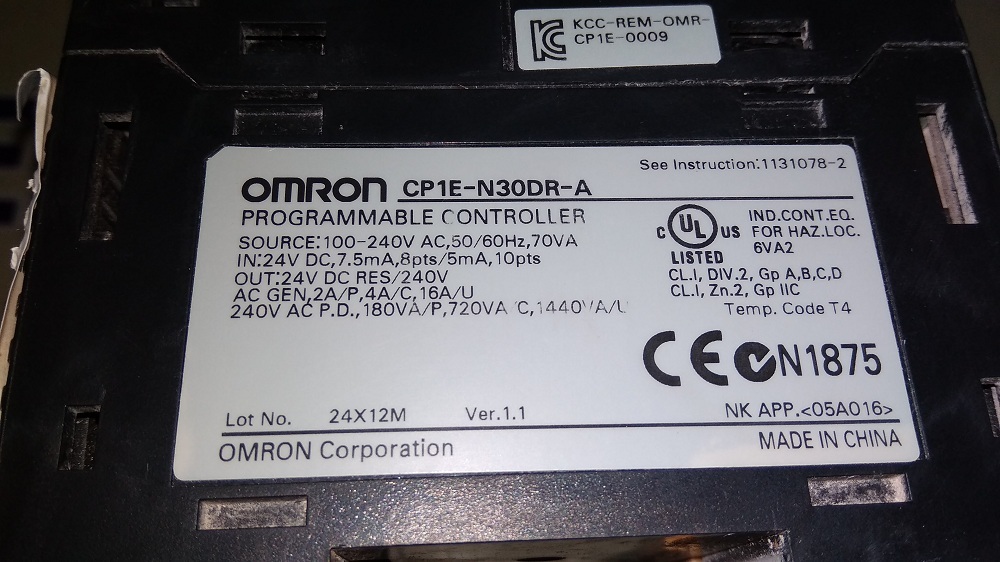 KCC-REM-OMR-
CP1E-0009
See Instruction:1131078-2
OMRON CP1E-N30DR-A
PROGRAMMABLE CONTROLLER
SOURCE:100-240V AC,50/60Hz,70VA
IN:24V DC,7.5mA,8pts/5mA,10pts
OUT:24V DC RES/240V
AC GEN,2A/P,4A/C,16A/U
240V AC P.D.,180VA/P,720VA/C,1440VA/U
C UL US
LISTED
IND.CONT.EQ.
FOR HAZ.LOC.
6VA2
CL.I, DIV.2, Gp A,B,C,D
CL.I, Zn.2, Gp IIC
Temp. Code T4
CE N1875
Lot No. 24X12M Ver.1.1
NK APP.<05A016>
OMRON Corporation
MADE IN CHINA